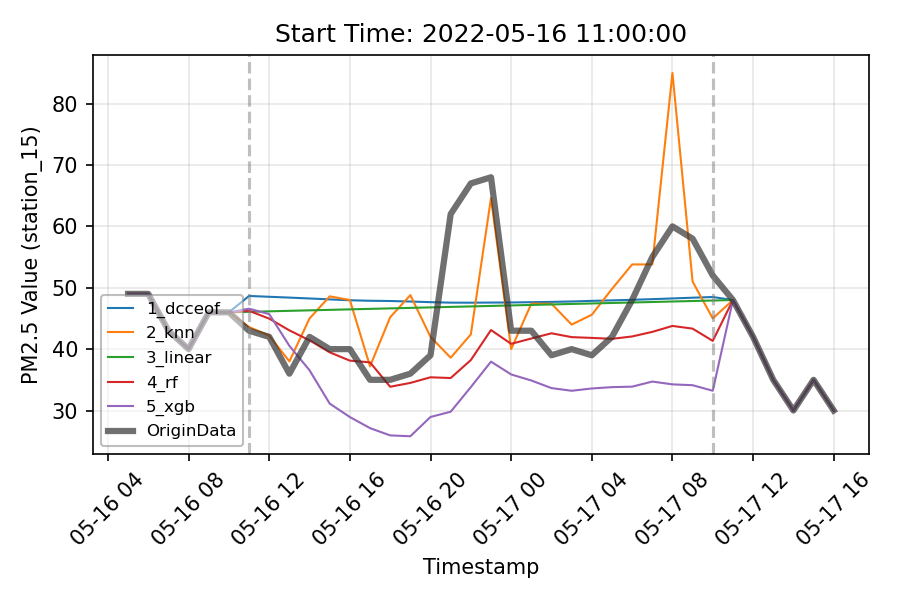 Start Time: 2022-05-16 11:00:00
PM2.5 Value (station_15)
80
70
60
50
40
30
1_dcceof
2_knn
3_linear
4_rf
5_xgb
OriginData
05-16 04
05-16 08
05-16 12
05-16 16
05-16 20
05-17 00
05-17 04
05-17 08
05-17 12
05-17 16
Timestamp